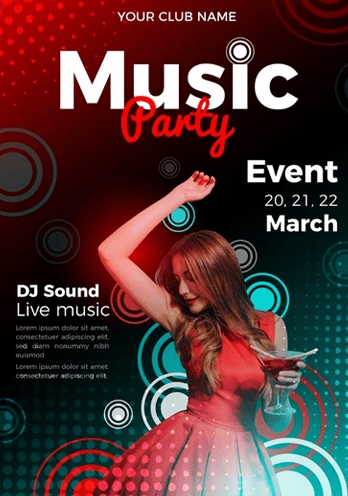 YOUR CLUB NAME
Music
Party
Event
20, 21, 22
March
DJ Sound
Live music
Lorem ipsum dolor sit amet,
consectetuer adipiscing elit,
sed diam nonummy nibh
euismod
Lorem ipsum dolor sit amet,
consectetuer adipiscing elit.